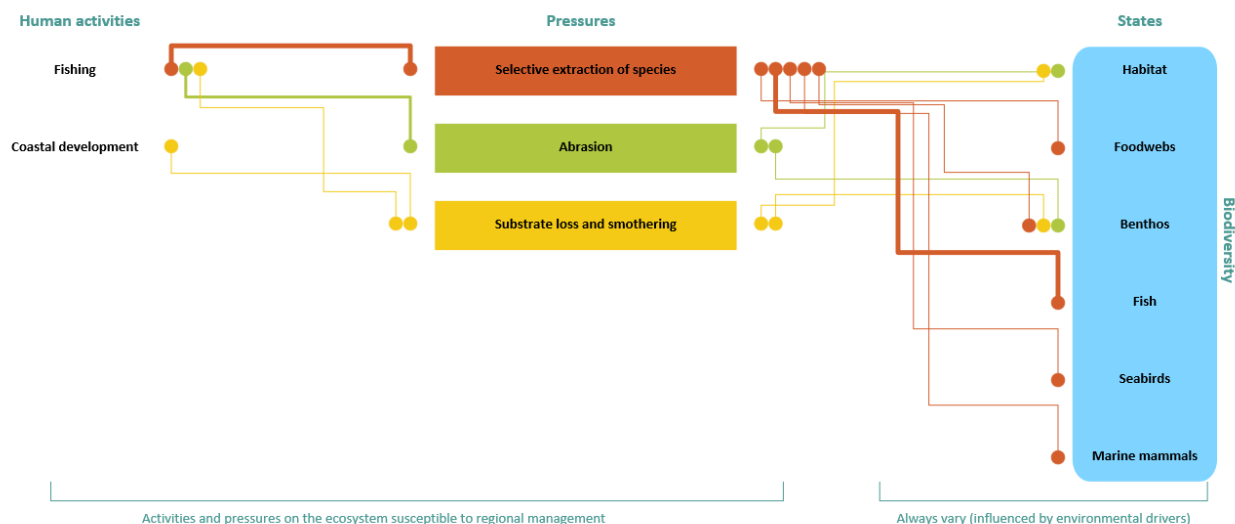 Human activities
Pressures
States
Fishing
Selective extraction of species
Habitat
Coastal development
Abrasion
Foodwebs
Substrate loss and smothering
Benthos
Biodiversity
Fish
Seabirds
Marine mammals
Activities and pressures on the ecosystem susceptible to regional management
Always vary (influenced by environmental drivers)